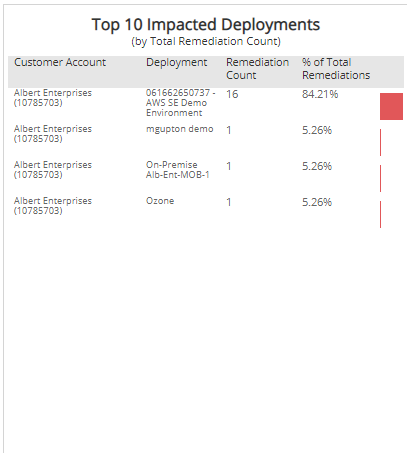 Top 10 Impacted Deployments
(by Total Remediation Count)
Customer Account Deployment Remediation Count % of Total Remediations
Albert Enterprises (10785703) 061662650737 - AWS SE Demo Environment 16 84.21%
Albert Enterprises (10785703) mgupton demo 1 5.26%
Albert Enterprises (10785703) On-Premise Alb-Ent-MOB-1 1 5.26%
Albert Enterprises (10785703) Ozone 1 5.26%